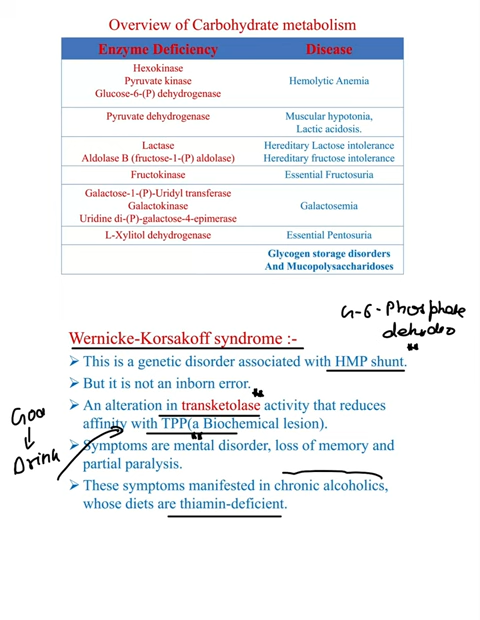 Overview of Carbohydrate metabolism
Enzyme Deficiency Disease
Hexokinase
Pyruvate kinase Hemolytic Anemia
Glucose-6-(P) dehydrogenase
Pyruvate dehydrogenase Muscular hypotonia,
Lactic acidosis.
Lactase Hereditary Lactose intolerance
Aldolase B (fructose-1-(P) aldolase) Hereditary fructose intolerance
Fructokinase Essential Fructosuria
Galactose-1-(P)-Uridyl transferase
Galactokinase Galactosemia
Uridine di-(P)-galactose-4-epimerase
L-Xylitol dehydrogenase Essential Pentosuria
Glycogen storage disorders
And Mucopolysaccharidoses
G-6-Phosphate
Wernicke-Korsakoff syndrome :-
➢ This is a genetic disorder associated with HMP shunt.
➢ But it is not an inborn error.
➢ An alteration in transketolase activity that reduces
affinity with TPP(a Biochemical lesion).
➢ Symptoms are mental disorder, loss of memory and
partial paralysis.
➢ These symptoms manifested in chronic alcoholics,
whose diets are thiamin-deficient.
Drink